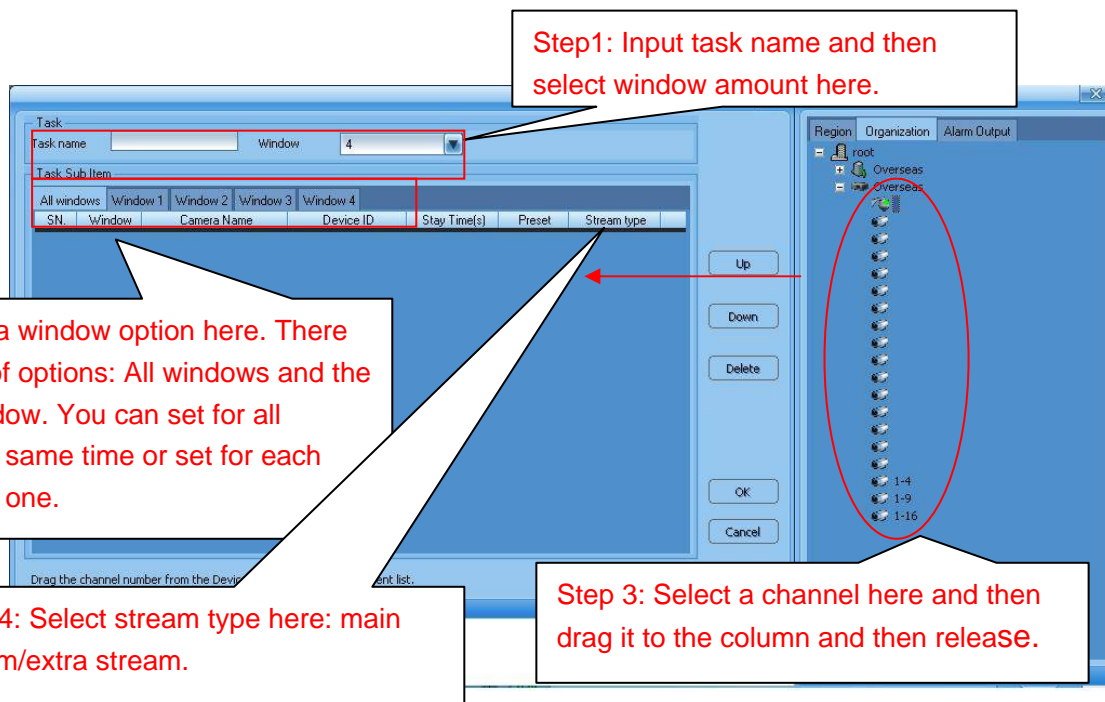 Step1: Input task name and then
select window amount here.
Task
Task name
Window
4
Task Sub Item
All windows Window 1 Window 2 Window 3 Window 4
SN. Window Camera Name Device ID Stay Time(s) Preset Stream type
Up
Down
Delete
OK
Cancel
a window option here. There
of options: All windows and the
You can set for all
same time or set for each
one.
Drag the channel number from the
list.
4: Select stream type here: main
extra stream.
Region Organization Alarm Output
root
Overseas
Overseas
1-4
1-9
1-16
Step 3: Select a channel here and then
drag it to the column and then release.